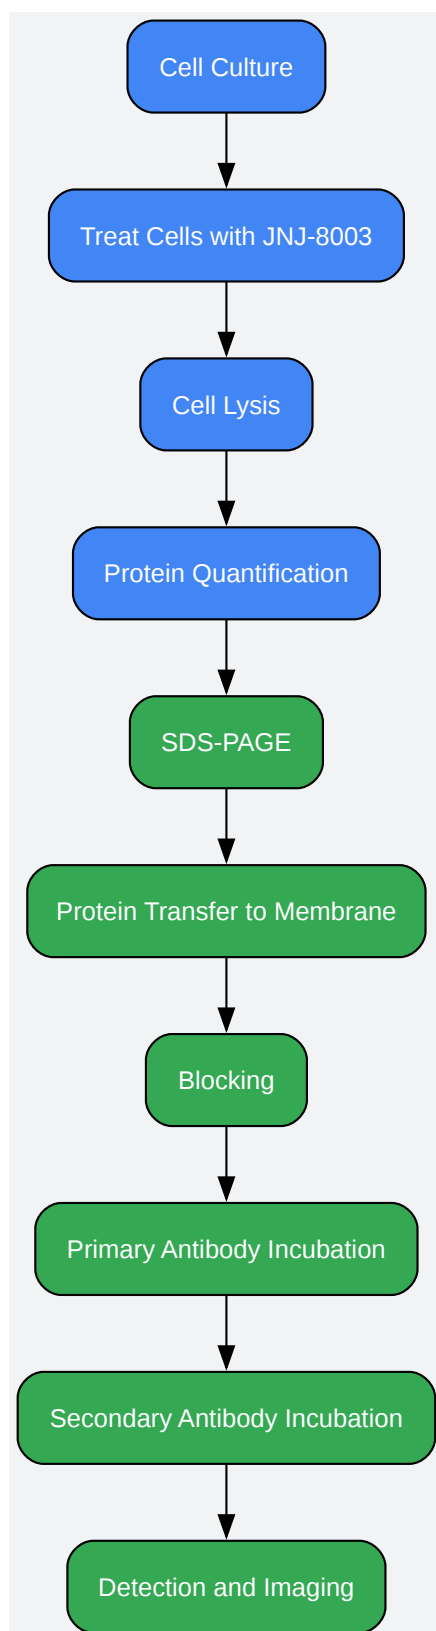 Cell Culture
Treat Cells with JNJ-8003
Cell Lysis
Protein Quantification
SDS-PAGE
Protein Transfer to Membrane
Blocking
Primary Antibody Incubation
Secondary Antibody Incubation
Detection and Imaging